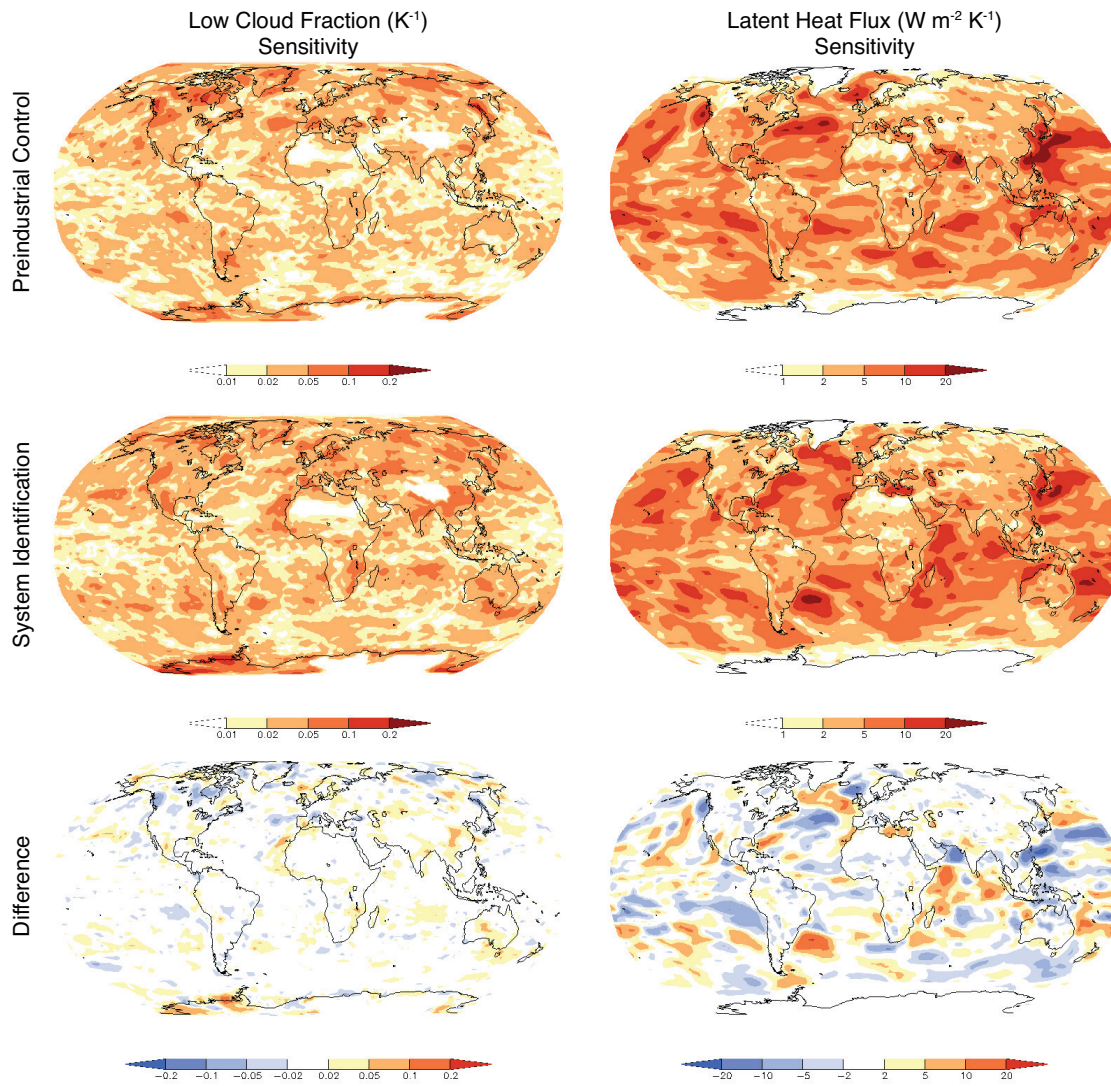 Low Cloud Fraction (K⁻¹)
Sensitivity
Latent Heat Flux (W m⁻² K⁻¹)
Sensitivity
Preindustrial Control
0.01 0.02 0.05 0.1 0.2
1 2 5 10 20
System Identification
0.01 0.02 0.05 0.1 0.2
1 2 5 10 20
Difference
−0.2 −0.1 −0.05 −0.02 0.02 0.05 0.1 0.2
−20 −10 −5 −2 2 5 10 20